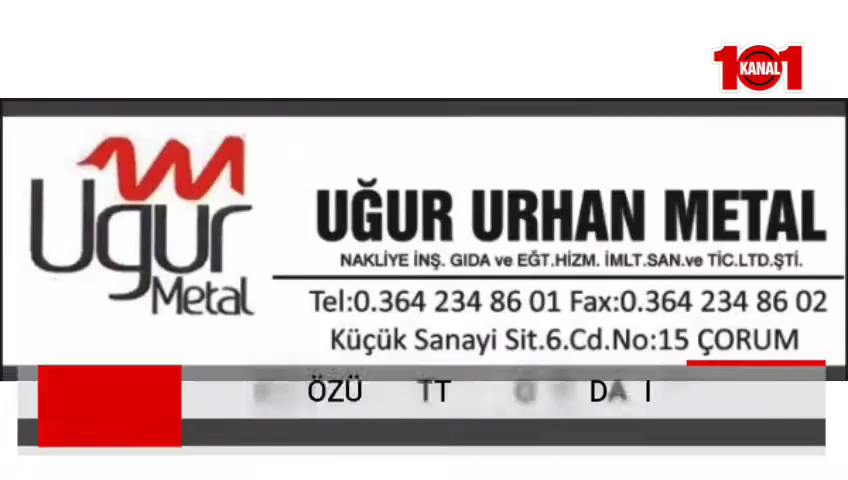 101
KANAL
Uğur
Metal
UĞUR URHAN METAL
NAKLİYE İNŞ. GIDA ve EĞT.HİZM. İMLT.SAN.ve TİC.LTD.ŞTİ.
Tel:0.364 234 86 01 Fax:0.364 234 86 02
Küçük Sanayi Sit.6.Cd.No:15 ÇORUM